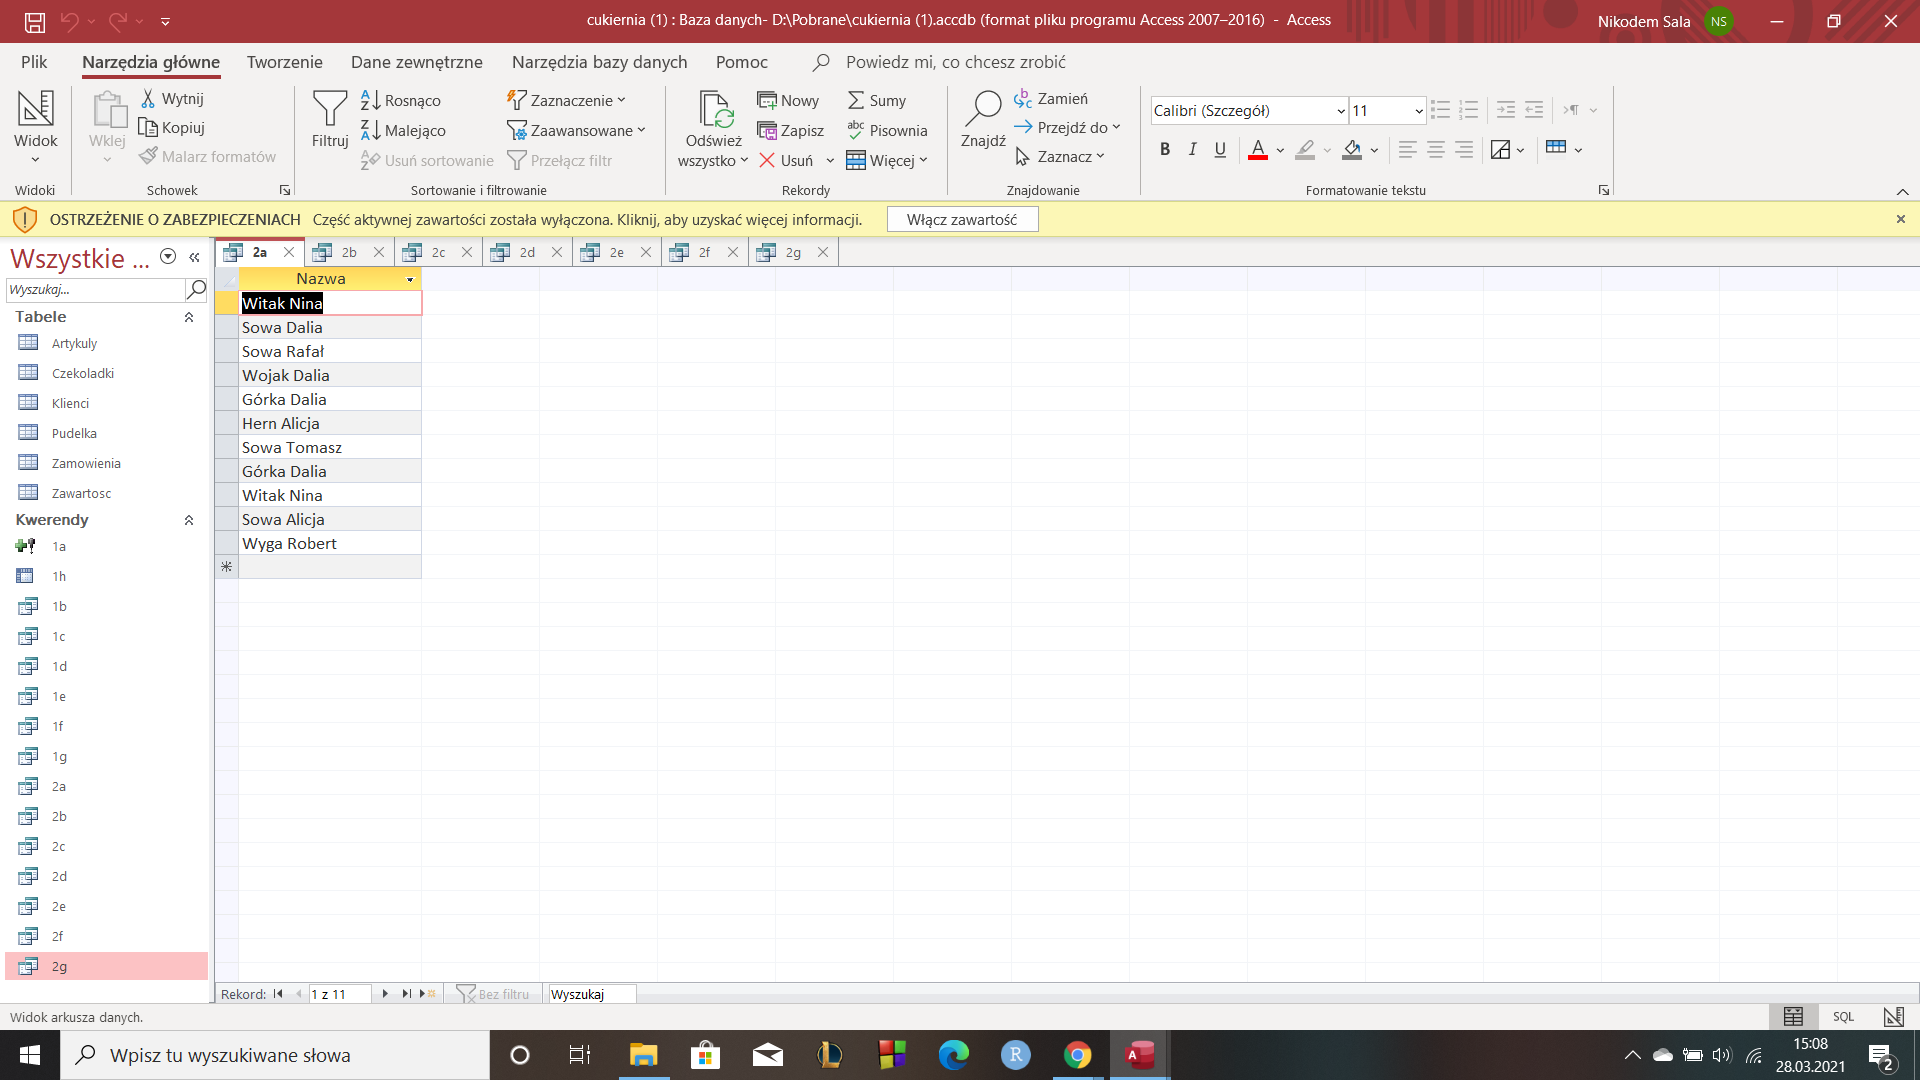 cukiernia (1) : Baza danych- D:\Pobrane\cukiernia (1).accdb (format pliku programu Access 2007–2016)  -  Access
Nikodem Sala
NS
Plik
Narzędzia główne
Tworzenie
Dane zewnętrzne
Narzędzia bazy danych
Pomoc
Powiedz mi, co chcesz zrobić
Widok
Widoki
Wklej
Wytnij
Kopiuj
Malarz formatów
Schowek
Filtruj
Rosnąco
Malejąco
Usuń sortowanie
Zaznaczenie
Zaawansowane
Przełącz filtr
Sortowanie i filtrowanie
Odśwież
wszystko
Nowy
Zapisz
Usuń
Sumy
Pisownia
Więcej
Rekordy
Znajdź
Zamień
Przejdź do
Zaznacz
Znajdowanie
Calibri (Szczegół)
11
B I U
A
Formatowanie tekstu
OSTRZEŻENIE O ZABEZPIECZENIACH Część aktywnej zawartości została wyłączona. Kliknij, aby uzyskać więcej informacji.
Włącz zawartość
Wszystkie ...
Wyszukaj...
Tabele
Artykuly
Czekoladki
Klienci
Pudelka
Zamowienia
Zawartosc
Kwerendy
1a
1h
1b
1c
1d
1e
1f
1g
2a
2b
2c
2d
2e
2f
2g
2a
2b
2c
2d
2e
2f
2g
Nazwa
Witak Nina
Sowa Dalia
Sowa Rafał
Wojak Dalia
Górka Dalia
Hern Alicja
Sowa Tomasz
Górka Dalia
Witak Nina
Sowa Alicja
Wyga Robert
Rekord:
1 z 11
Bez filtru
Wyszukaj
Widok arkusza danych.
SQL
Wpisz tu wyszukiwane słowa
R
A
15:08
28.03.2021
2